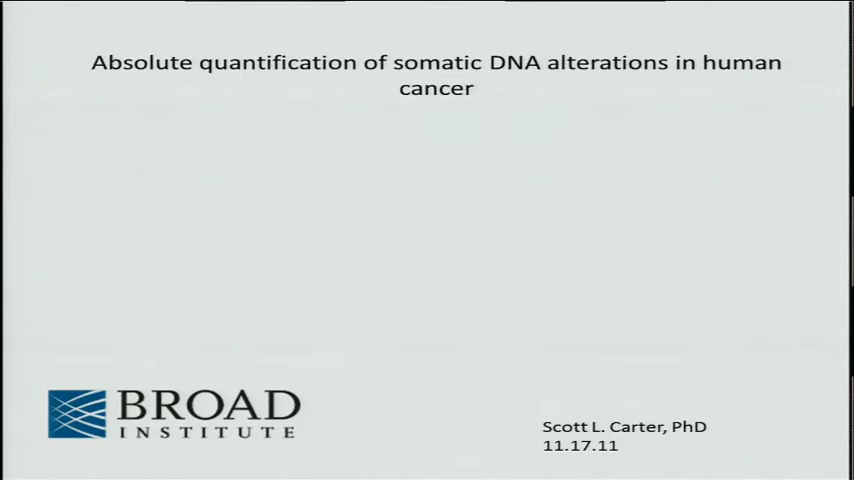 Absolute quantification of somatic DNA alterations in human
cancer
BROAD
INSTITUTE
Scott L. Carter, PhD
11.17.11